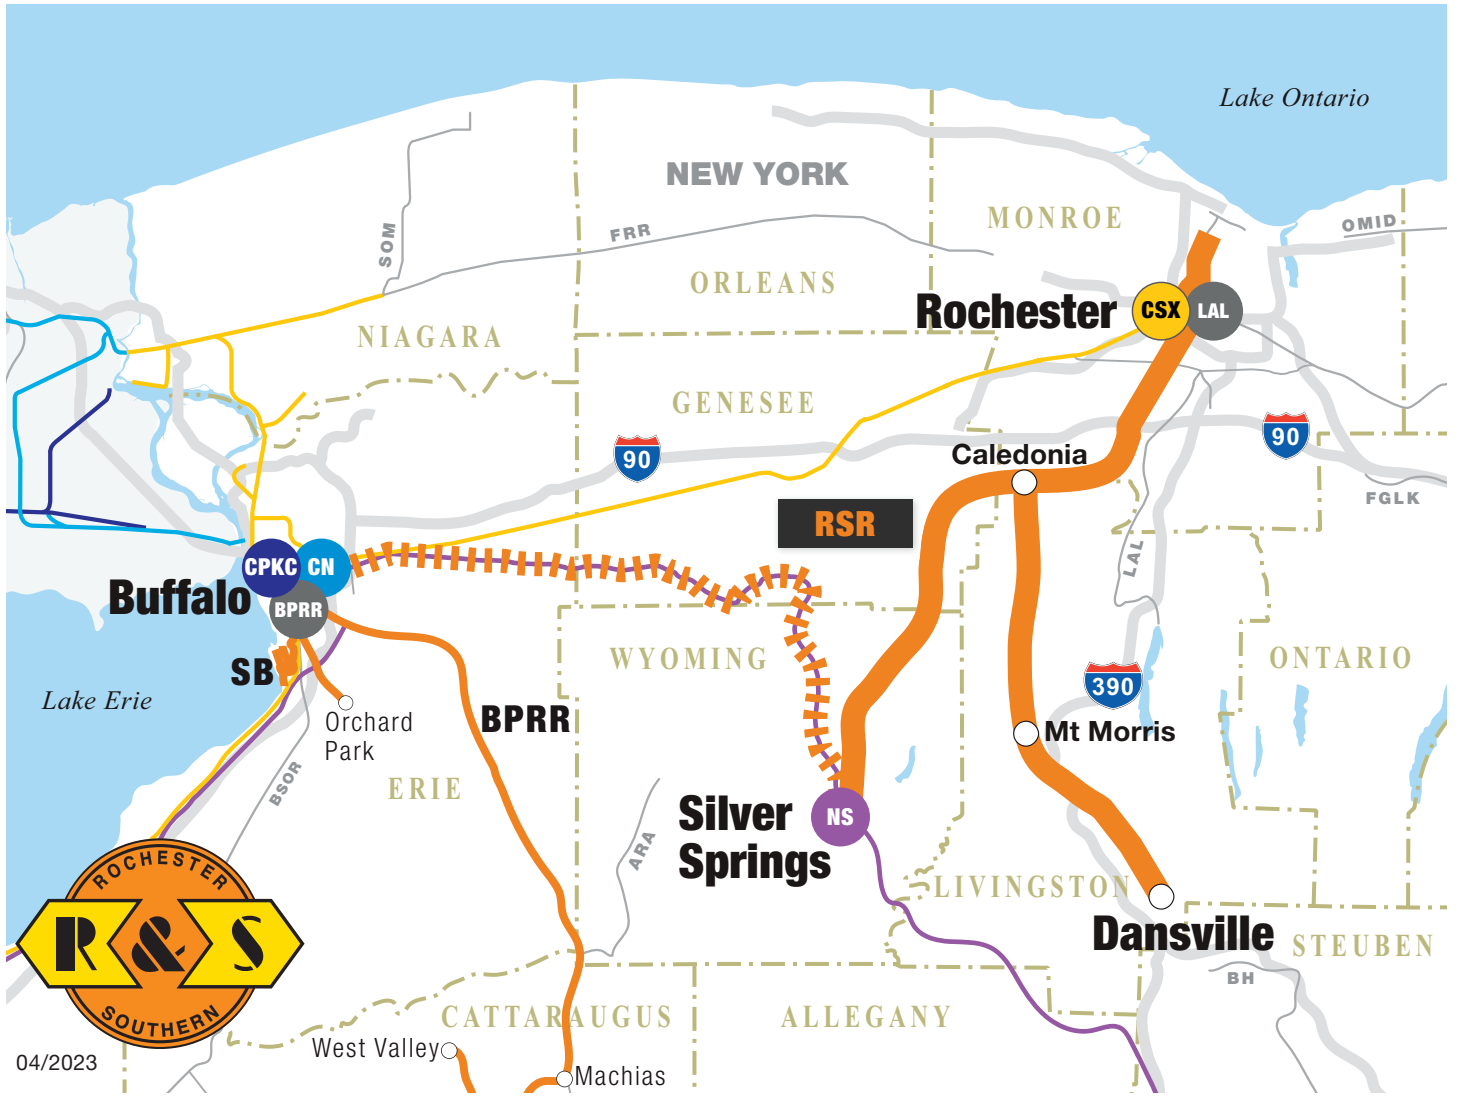 Lake Ontario
NEW YORK
MONROE
OMID
SOM
FRR
ORLEANS
Rochester
CSX
LAL
NIAGARA
GENESEE
90
90
Caledonia
FGLK
RSR
LAL
CPKC
CN
Buffalo
BPRR
SB
WYOMING
ONTARIO
Lake Erie
390
Orchard
Park
BPRR
Mt Morris
BSOR
ERIE
Silver
Springs
NS
ARA
LIVINGSTON
Dansville
STEUBEN
BH
ROCHESTER
R & S
SOUTHERN
CATTARAUGUS
ALLEGANY
West Valley
Machias
04/2023